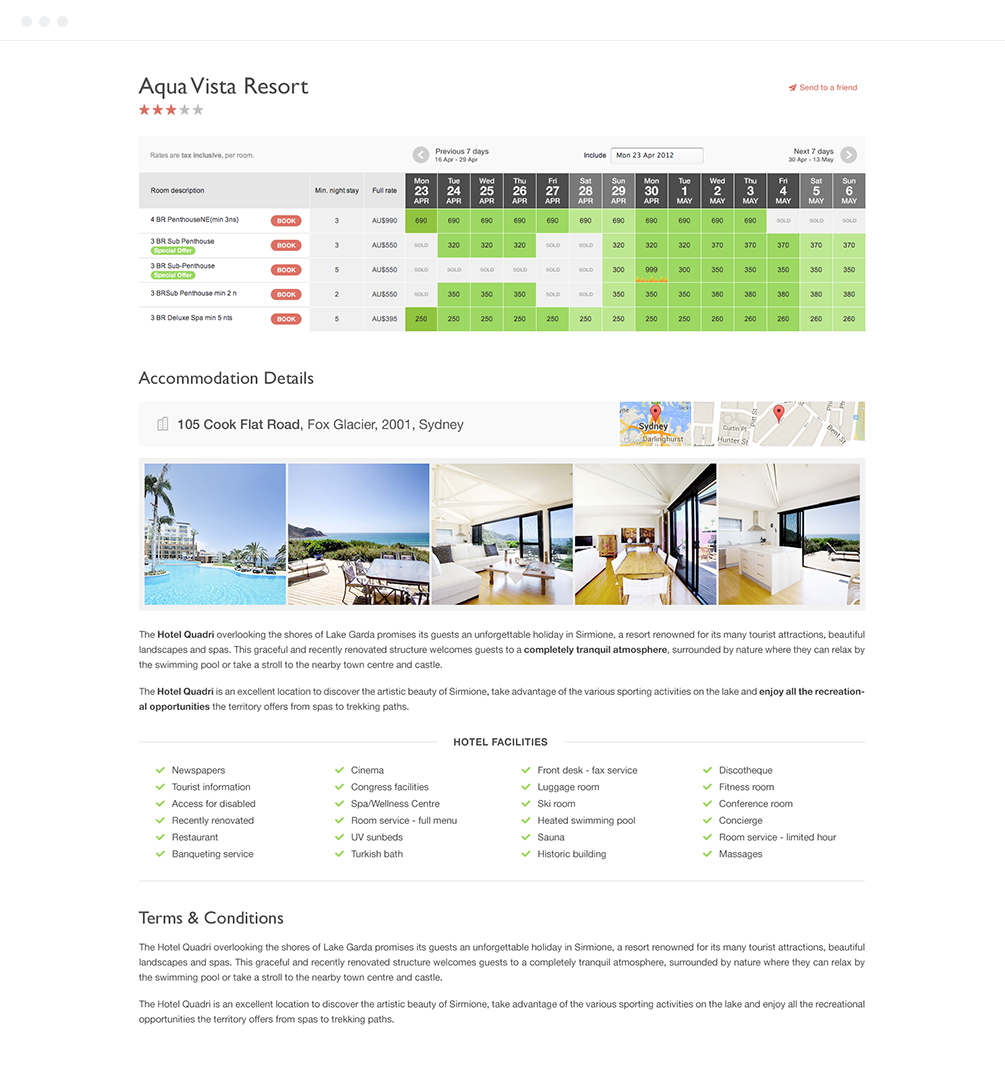 Aqua Vista Resort
Send to a friend
Rates are tax inclusive, per room.
Previous 7 days
16 Apr - 29 Apr
Include
Mon 23 Apr 2012
Next 7 days
30 Apr - 13 May
Room description Min. night stay Full rate Mon 23 APR Tue 24 APR Wed 25 APR Thu 26 APR Fri 27 APR Sat 28 APR Sun 29 APR Mon 30 APR Tue 1 MAY Wed 2 MAY Thu 3 MAY Fri 4 MAY Sat 5 MAY Sun 6 MAY
4 BR PenthouseNE(min 3ns) BOOK 3 AU$990 690 690 690 690 690 690 690 690 690 690 690 SOLD SOLD SOLD
3 BR Sub Penthouse
Special Offer
BOOK 3 AU$550 SOLD 320 320 320 SOLD SOLD 320 320 320 370 370 370 370 370
3 BR Sub-Penthouse
Special Offer
BOOK 5 AU$550 SOLD SOLD SOLD SOLD SOLD SOLD 300 999 300 350 350 350 350 350
3 BRSub Penthouse min 2 n BOOK 2 AU$550 SOLD 350 350 350 SOLD SOLD 350 350 350 380 380 380 380 380
3 BR Deluxe Spa min 5 nts BOOK 5 AU$395 250 250 250 250 250 250 250 250 250 260 260 260 260 260
Accommodation Details
105 Cook Flat Road, Fox Glacier, 2001, Sydney
Sydney
Darlinghurst
Curtin Pl
Hunter St
Pitt St
Bent St
The Hotel Quadri overlooking the shores of Lake Garda promises its guests an unforgettable holiday in Sirmione, a resort renowned for its many tourist attractions, beautiful
landscapes and spas. This graceful and recently renovated structure welcomes guests to a completely tranquil atmosphere, surrounded by nature where they can relax by
the swimming pool or take a stroll to the nearby town centre and castle.
The Hotel Quadri is an excellent location to discover the artistic beauty of Sirmione, take advantage of the various sporting activities on the lake and enjoy all the recreation-
al opportunities the territory offers from spas to trekking paths.
HOTEL FACILITIES
Newspapers Cinema Front desk - fax service Discotheque
Tourist information Congress facilities Luggage room Fitness room
Access for disabled Spa/Wellness Centre Ski room Conference room
Recently renovated Room service - full menu Heated swimming pool Concierge
Restaurant UV sunbeds Sauna Room service - limited hour
Banqueting service Turkish bath Historic building Massages
Terms & Conditions
The Hotel Quadri overlooking the shores of Lake Garda promises its guests an unforgettable holiday in Sirmione, a resort renowned for its many tourist attractions, beautiful
landscapes and spas. This graceful and recently renovated structure welcomes guests to a completely tranquil atmosphere, surrounded by nature where they can relax by
the swimming pool or take a stroll to the nearby town centre and castle.
The Hotel Quadri is an excellent location to discover the artistic beauty of Sirmione, take advantage of the various sporting activities on the lake and enjoy all the recreational
opportunities the territory offers from spas to trekking paths.